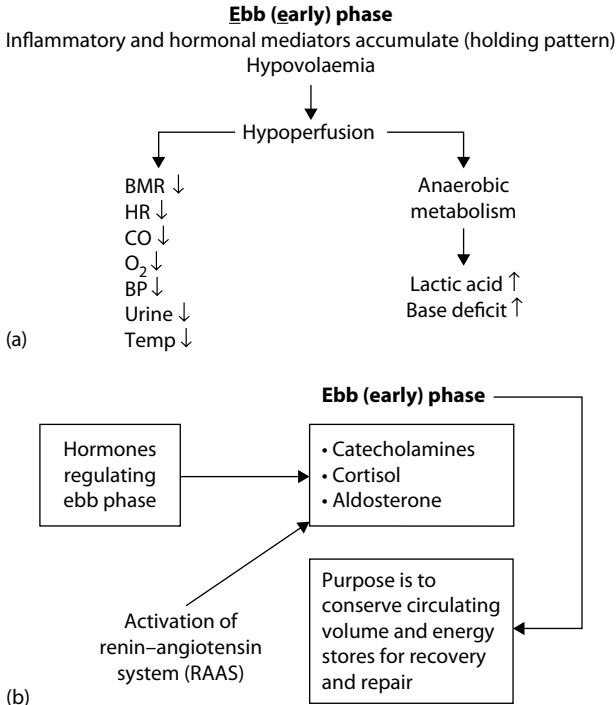 Ebb (early) phase
Inflammatory and hormonal mediators accumulate (holding pattern)
Hypovolaemia
Hypoperfusion
BMR ↓
HR ↓
CO ↓
O₂ ↓
BP ↓
Urine ↓
Temp ↓
Anaerobic
metabolism
Lactic acid ↑
Base deficit ↑
(a)
Ebb (early) phase
Hormones
regulating
ebb phase
• Catecholamines
• Cortisol
• Aldosterone
Activation of
renin–angiotensin
system (RAAS)
Purpose is to
conserve circulating
volume and energy
stores for recovery
and repair
(b)